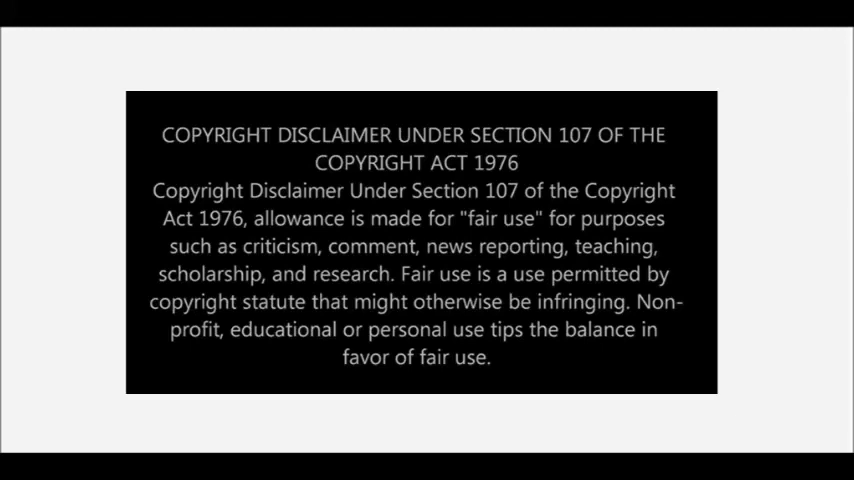 COPYRIGHT DISCLAIMER UNDER SECTION 107 OF THE
COPYRIGHT ACT 1976
Copyright Disclaimer Under Section 107 of the Copyright
Act 1976, allowance is made for "fair use" for purposes
such as criticism, comment, news reporting, teaching,
scholarship, and research. Fair use is a use permitted by
copyright statute that might otherwise be infringing. Non-
profit, educational or personal use tips the balance in
favor of fair use.